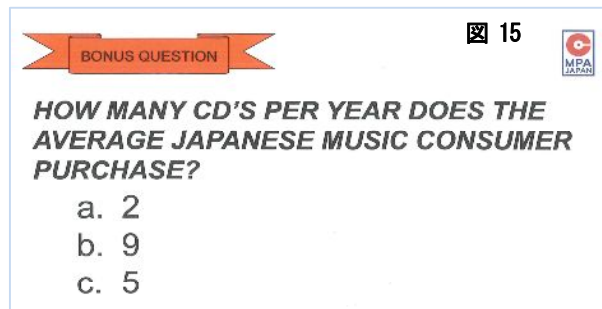 図 15
BONUS QUESTION
MPA
JAPAN
HOW MANY CD'S PER YEAR DOES THE
AVERAGE JAPANESE MUSIC CONSUMER
PURCHASE?
a. 2
b. 9
c. 5